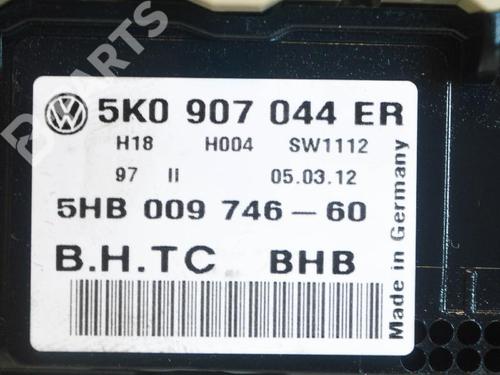 5K0 907 044 ER
H18 H004 SW1112
97 II 05.03.12
5HB 009 746-60
B.H.TC BHB
Made in Germany
B PARTS